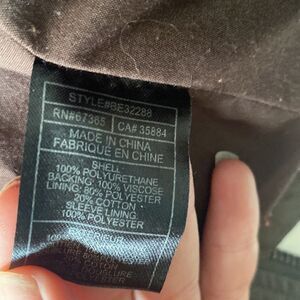 STYLE#BE32288
RN#67365 CA# 35884
MADE IN CHINA
FABRIQUE EN CHINE
SHELL
100% POLYURETHANE
BACKING: 100% VISCOSE
LINING: 80% POLYESTER
20% COTTON
SLEEVE LINING:
100% POLYESTER